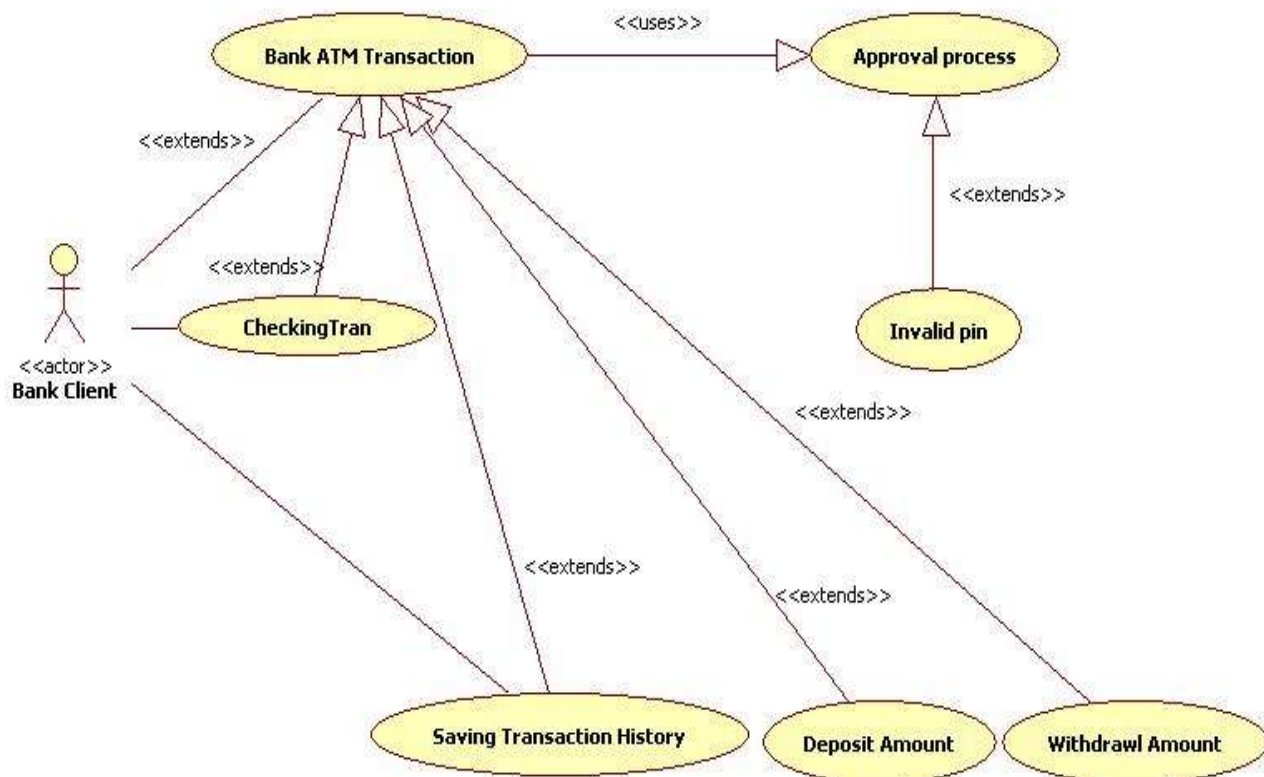 <<uses>>
Bank ATM Transaction
Approval process
<<extends>>
<<extends>>
<<extends>>
CheckingTran
Invalid pin
<<actor>>
Bank Client
<<extends>>
<<extends>>
<<extends>>
Saving Transaction History
Deposit Amount
Withdrawl Amount